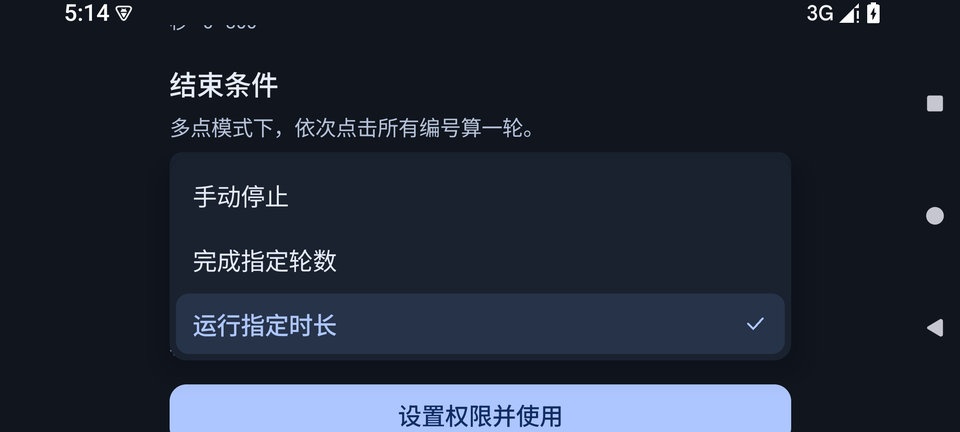 5:14
3G
结束条件
多点模式下，依次点击所有编号算一轮。
手动停止
完成指定轮数
运行指定时长
设置权限并使用